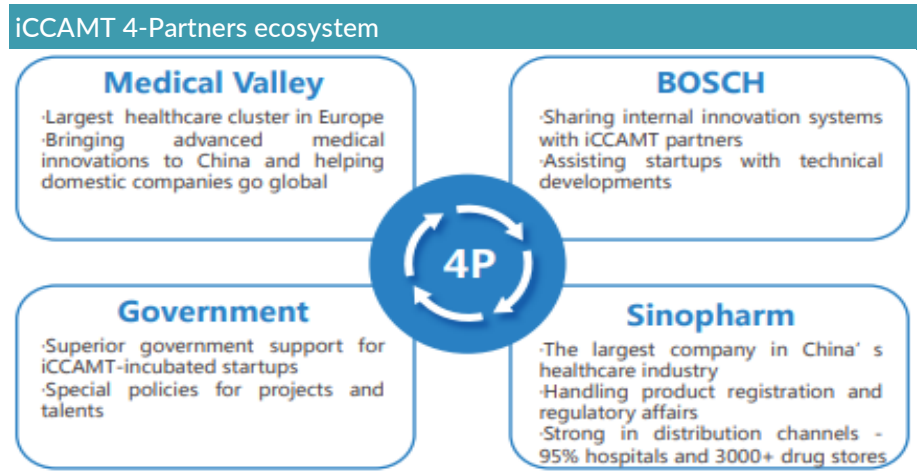 iCCAMT 4-Partners ecosystem
Medical Valley
·Largest healthcare cluster in Europe
·Bringing advanced medical
innovations to China and helping
domestic companies go global
BOSCH
·Sharing internal innovation systems
with iCCAMT partners
·Assisting startups with technical
developments
4P
Government
·Superior government support for
iCCAMT-incubated startups
·Special policies for projects and
talents
Sinopharm
·The largest company in China' s
healthcare industry
·Handling product registration and
regulatory affairs
·Strong in distribution channels -
95% hospitals and 3000+ drug stores